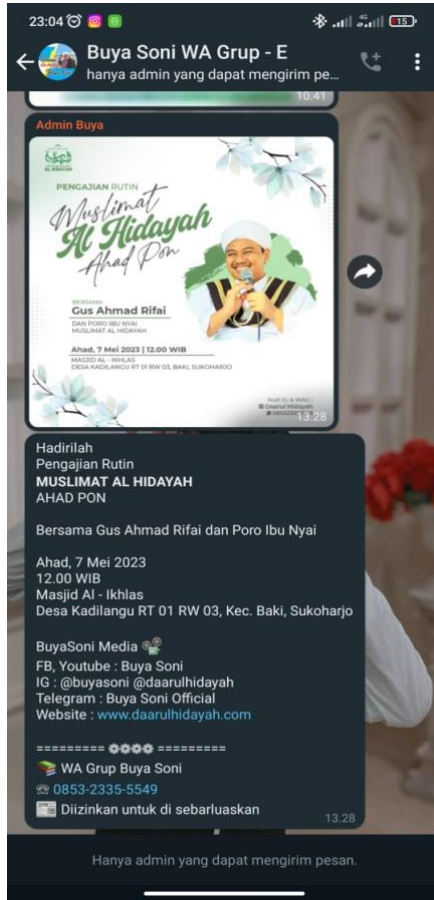 23:04
4G
15
Buya Soni WA Grup - E
hanya admin yang dapat mengirim pe...
10.41
Admin Buya
AL HIDAYAH
PENGAJIAN RUTIN
Muslimat
Al Hidayah
Ahad Pon
BERSAMA
Gus Ahmad Rifai
DAN PORO IBU NYAI
MUSLIMAT AL HIDAYAH
Ahad, 7 Mei 2023 | 12.00 WIB
MASJID AL - IKHLAS
DESA KADILANGU RT 01 RW 03, BAKI, SUKOHARJO
Daarul Hidayah
13.28
Hadirilah
Pengajian Rutin
MUSLIMAT AL HIDAYAH
AHAD PON
Bersama Gus Ahmad Rifai dan Poro Ibu Nyai
Ahad, 7 Mei 2023
12.00 WIB
Masjid Al - Ikhlas
Desa Kadilangu RT 01 RW 03, Kec. Baki, Sukoharjo
BuyaSoni Media 📽
FB, Youtube : Buya Soni
IG : @buyasoni @daarulhidayah
Telegram : Buya Soni Official
Website : www.daarulhidayah.com
========= ⚙⚙⚙⚙ =========
📚 WA Grup Buya Soni
☏ 0853-2335-5549
📰 Diizinkan untuk di sebarluaskan
13.28
Hanya admin yang dapat mengirim pesan.